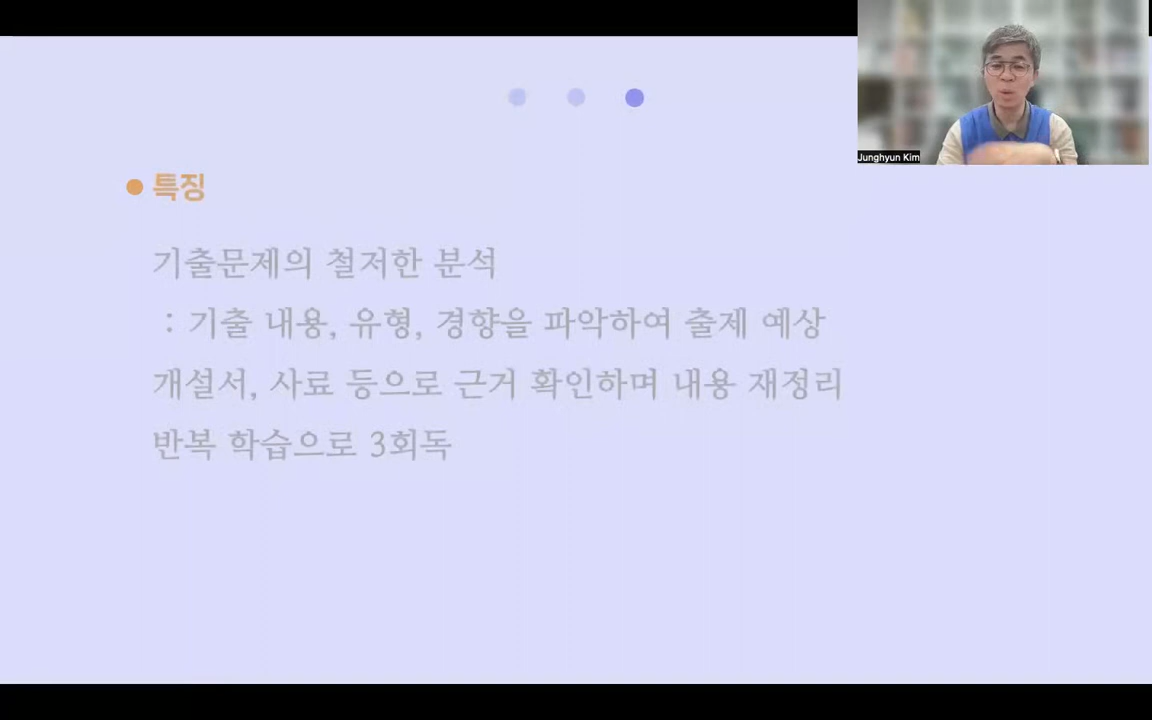 Junghyun Kim
특징
기출문제의 철저한 분석
: 기출 내용, 유형, 경향을 파악하여 출제 예상
개설서, 사료 등으로 근거 확인하며 내용 재정리
반복 학습으로 3회독